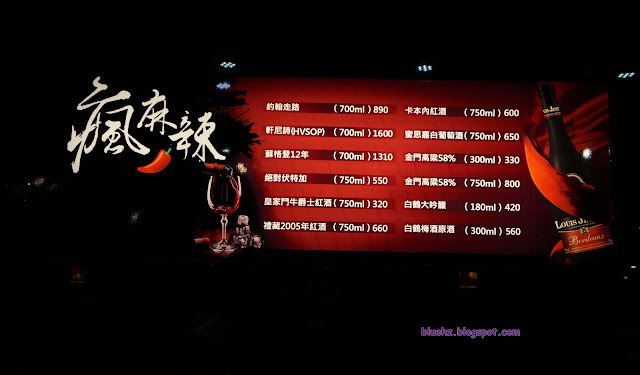 瘋麻辣
約翰走路 (700ml) 890
軒尼詩(HVSOP) (700ml) 1600
蘇格登12年 (700ml) 1310
絕對伏特加 (750ml) 550
皇家鬥牛爵士紅酒 (750ml) 320
禮藏2005年紅酒 (750ml) 660
卡本內紅酒 (750ml) 600
蜜思嘉白葡萄酒 (750ml) 650
金門高粱58% (300ml) 330
金門高粱58% (750ml) 800
白鶴大吟釀 (180ml) 420
白鶴梅酒原酒 (300ml) 560
LOUIS
Bordeaux
bluehz.blogspot.com